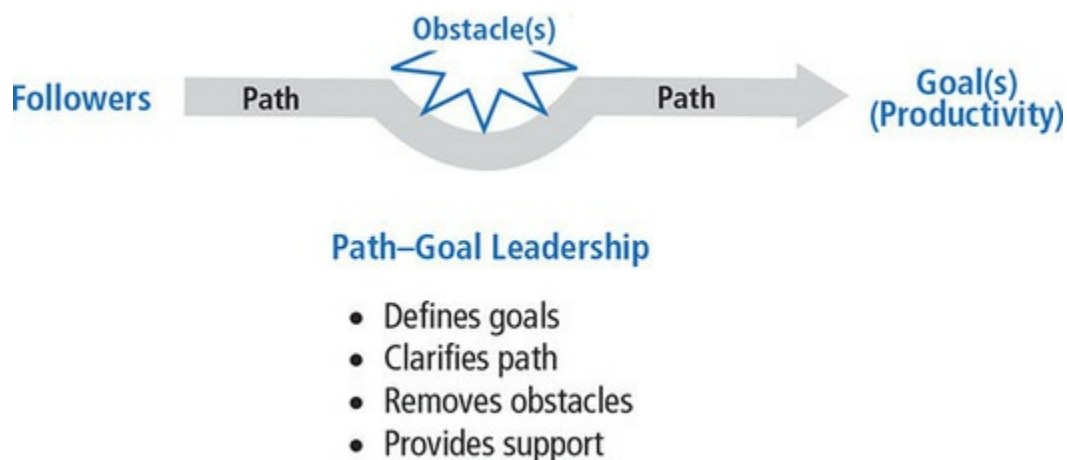 Obstacle(s)
Followers
Path
Path
Goal(s)
(Productivity)
Path–Goal Leadership
• Defines goals
• Clarifies path
• Removes obstacles
• Provides support